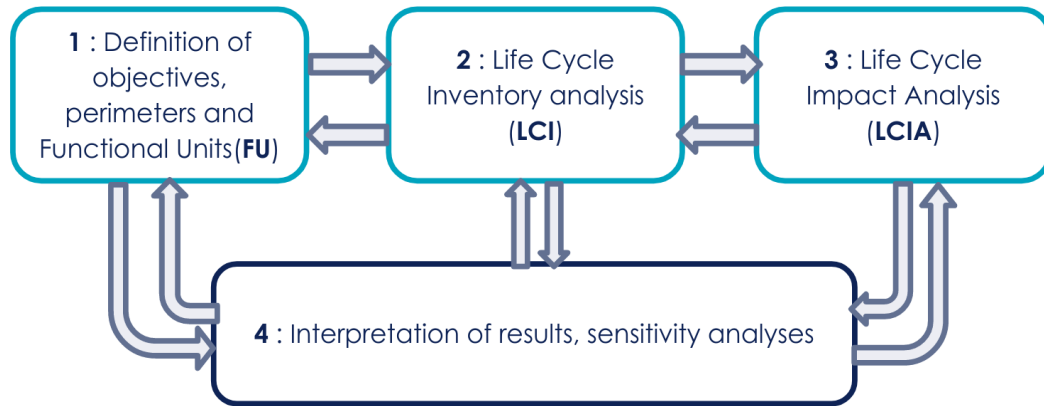 1 : Definition of
objectives,
perimeters and
Functional Units(FU)
2 : Life Cycle
Inventory analysis
(LCI)
3 : Life Cycle
Impact Analysis
(LCIA)
4 : Interpretation of results, sensitivity analyses